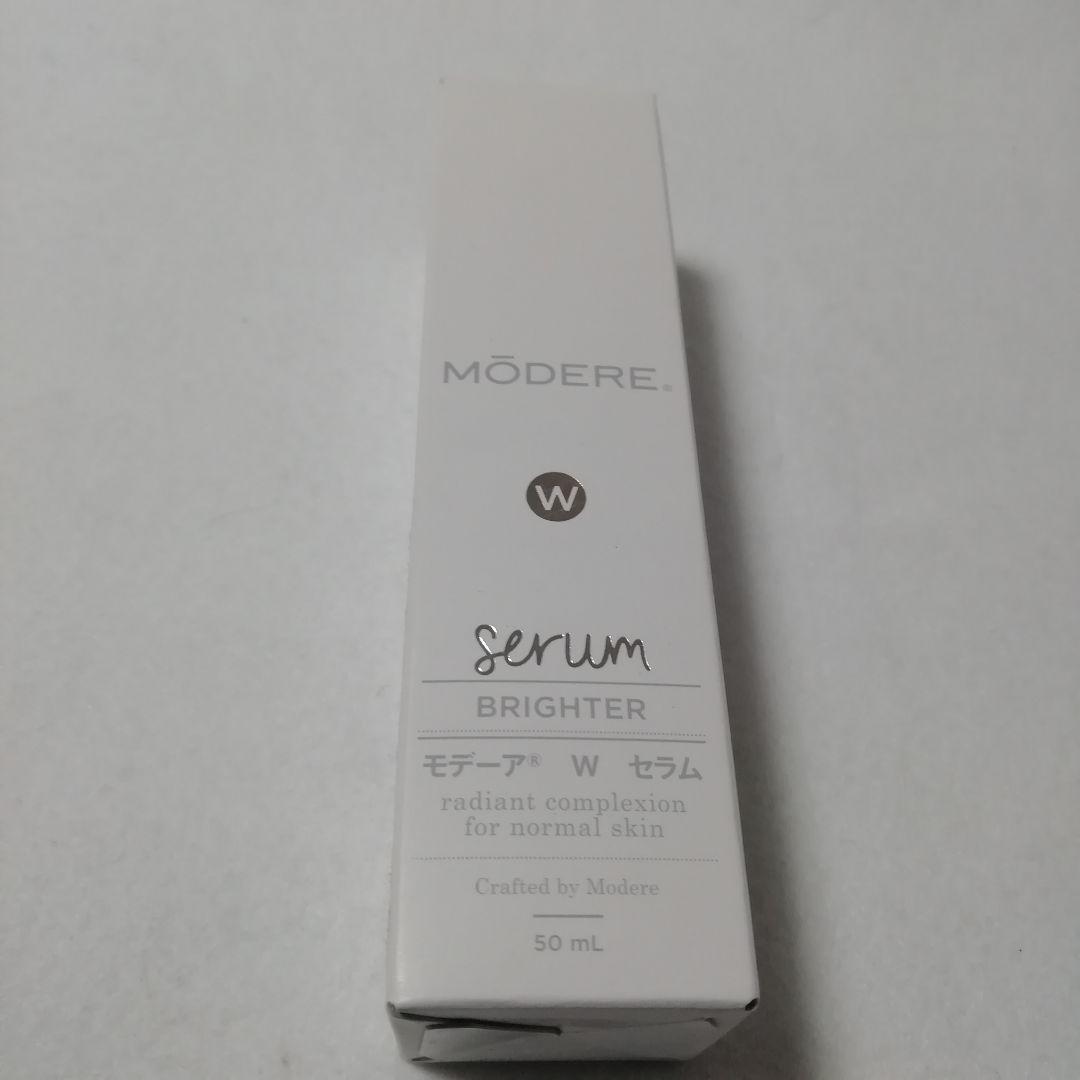 MŌDERE®
W
serum
BRIGHTER
モデーア® W セラム
radiant complexion
for normal skin
Crafted by Modere
50 mL